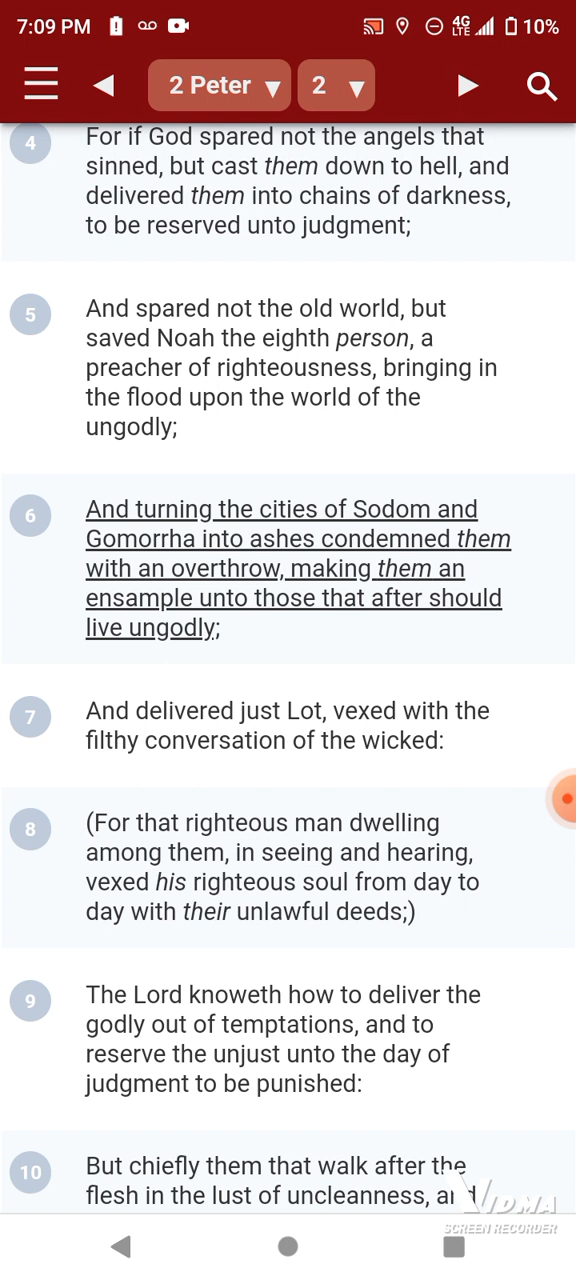 7:09 PM 4G LTE 10%
2 Peter 2
4 For if God spared not the angels that
sinned, but cast them down to hell, and
delivered them into chains of darkness,
to be reserved unto judgment;
5 And spared not the old world, but
saved Noah the eighth person, a
preacher of righteousness, bringing in
the flood upon the world of the
ungodly;
6 And turning the cities of Sodom and
Gomorrha into ashes condemned them
with an overthrow, making them an
ensample unto those that after should
live ungodly;
7 And delivered just Lot, vexed with the
filthy conversation of the wicked:
8 (For that righteous man dwelling
among them, in seeing and hearing,
vexed his righteous soul from day to
day with their unlawful deeds;)
9 The Lord knoweth how to deliver the
godly out of temptations, and to
reserve the unjust unto the day of
judgment to be punished:
10 But chiefly them that walk after the
flesh in the lust of uncleanness, and
VIDMA
SCREEN RECORDER